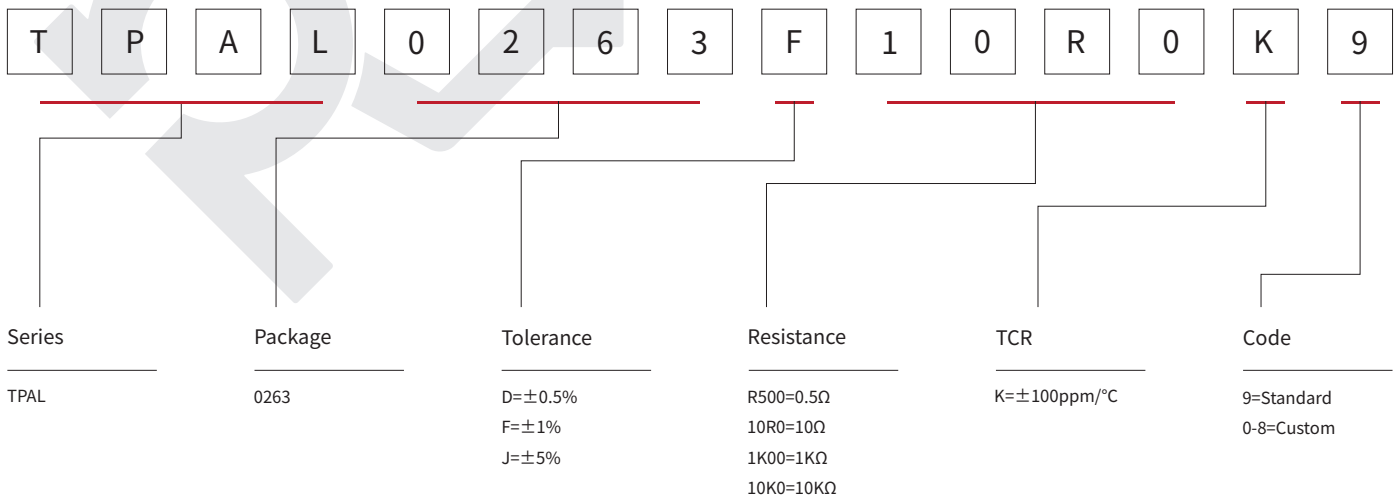 T P A L 0 2 6 3 F 1 0 R 0 K 9
Series Package Tolerance Resistance TCR Code
TPAL 0263 D=±0.5% R500=0.5Ω K=±100ppm/°C 9=Standard
F=±1% 10R0=10Ω 0-8=Custom
J=±5% 1K00=1KΩ
10K0=10KΩ